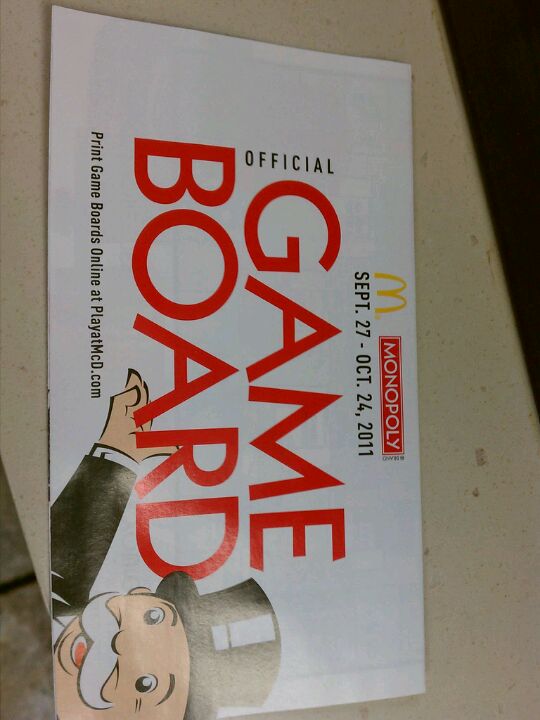 M
MONOPOLY
SEPT. 27 - OCT. 24, 2011
OFFICIAL
GAME
BOARD
Print Game Boards Online at PlayatMcD.com